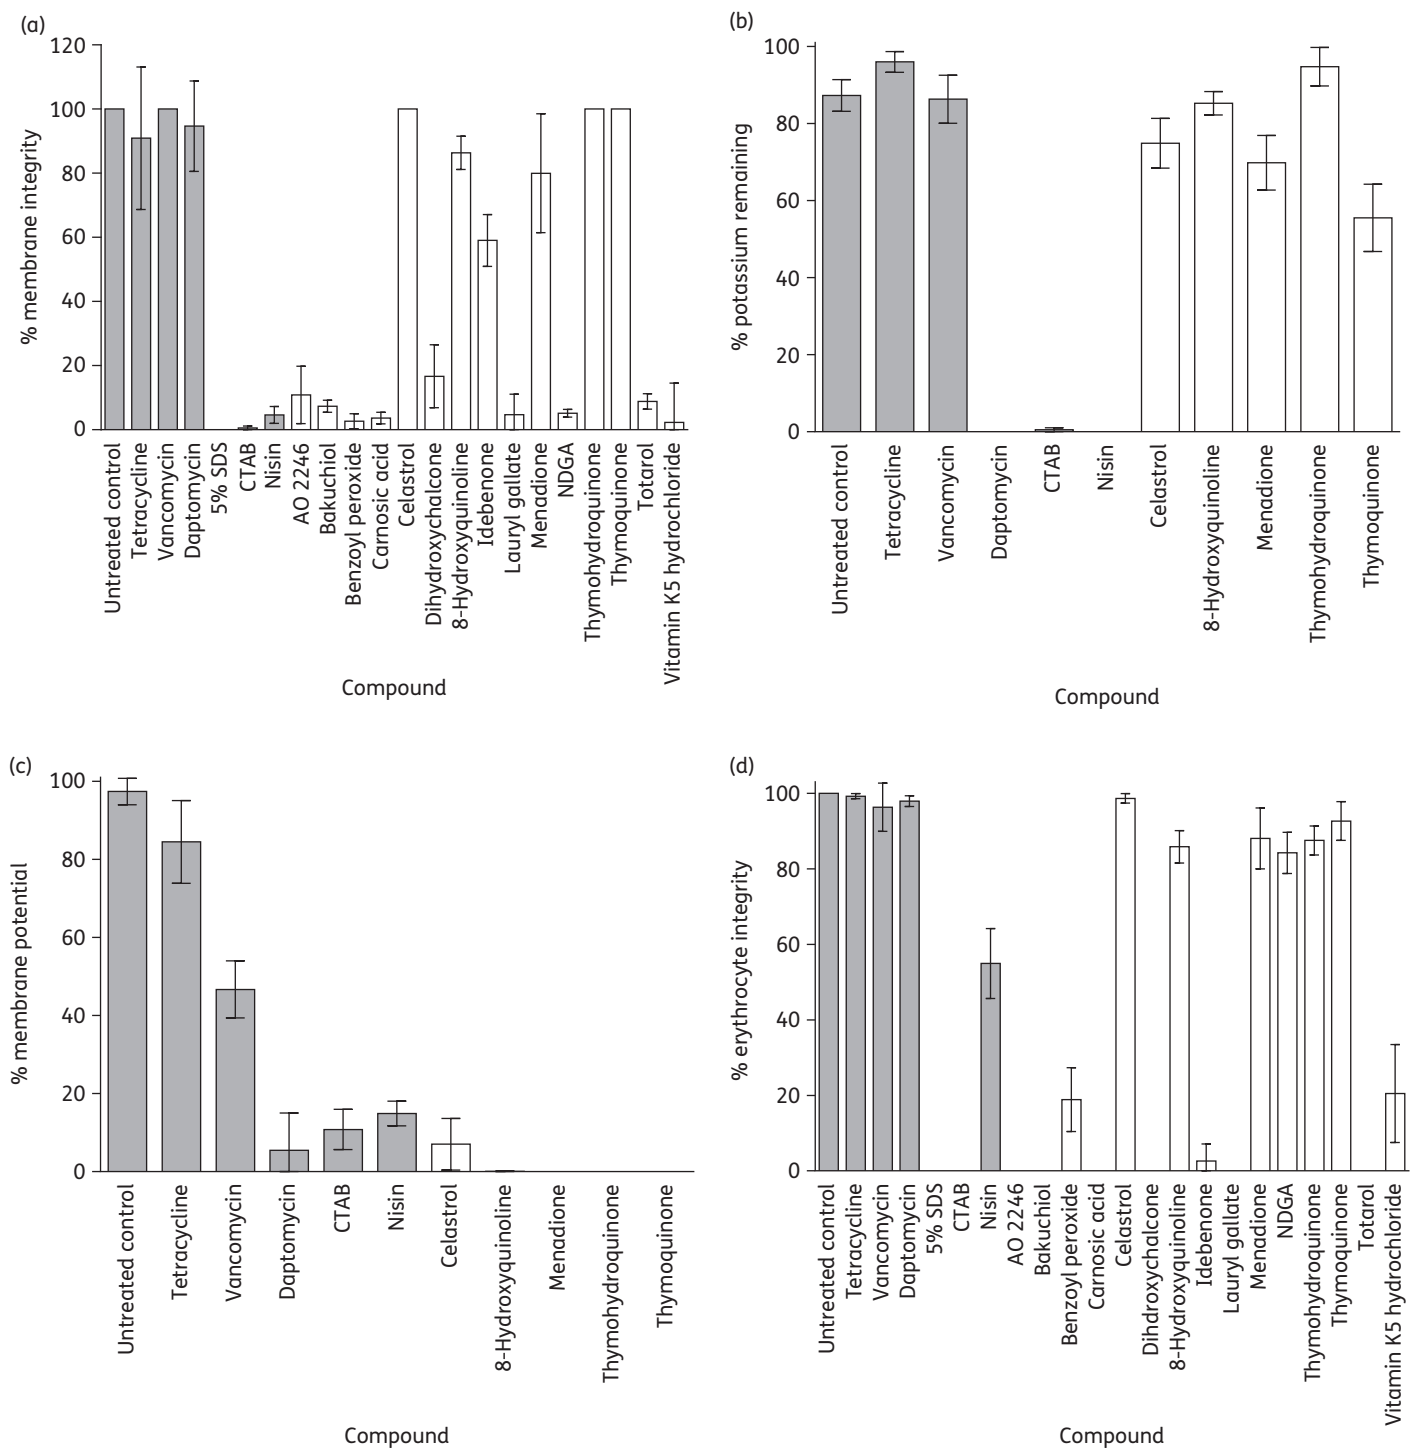 (a)
120
100
80
60
40
20
0
% membrane integrity
Untreated control
Tetracycline
Vancomycin
Daptomycin
5% SDS
CTAB
Nisin
AO 2246
Bakuchiol
Benzoyl peroxide
Carnosic acid
Celastrol
Dihydroxychalcone
8-Hydroxyquinoline
Idebenone
Lauryl gallate
Menadione
NDGA
Thymohydroquinone
Thymoquinone
Totarol
Vitamin K5 hydrochloride
Compound
(b)
100
80
60
40
20
0
% potassium remaining
Untreated control
Tetracycline
Vancomycin
Daptomycin
CTAB
Nisin
Celastrol
8-Hydroxyquinoline
Menadione
Thymohydroquinone
Thymoquinone
Compound
(c)
100
80
60
40
20
0
% membrane potential
Untreated control
Tetracycline
Vancomycin
Daptomycin
CTAB
Nisin
Celastrol
8-Hydroxyquinoline
Menadione
Thymohydroquinone
Thymoquinone
Compound
(d)
100
80
60
40
20
0
% erythrocyte integrity
Untreated control
Tetracycline
Vancomycin
Daptomycin
5% SDS
CTAB
Nisin
AO 2246
Bakuchiol
Benzoyl peroxide
Carnosic acid
Celastrol
Dihdroxychalcone
8-Hydroxyquinoline
Idebenone
Lauryl gallate
Menadione
NDGA
Thymohydroquinone
Thymoquinone
Totarol
Vitamin K5 hydrochloride
Compound